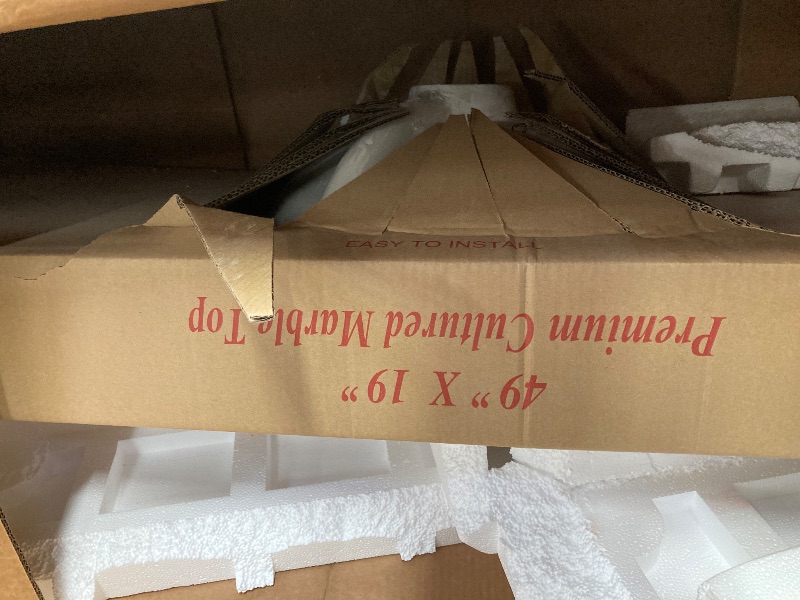 EASY TO INSTALL
Premium Cultured Marble Top
49" X 19"